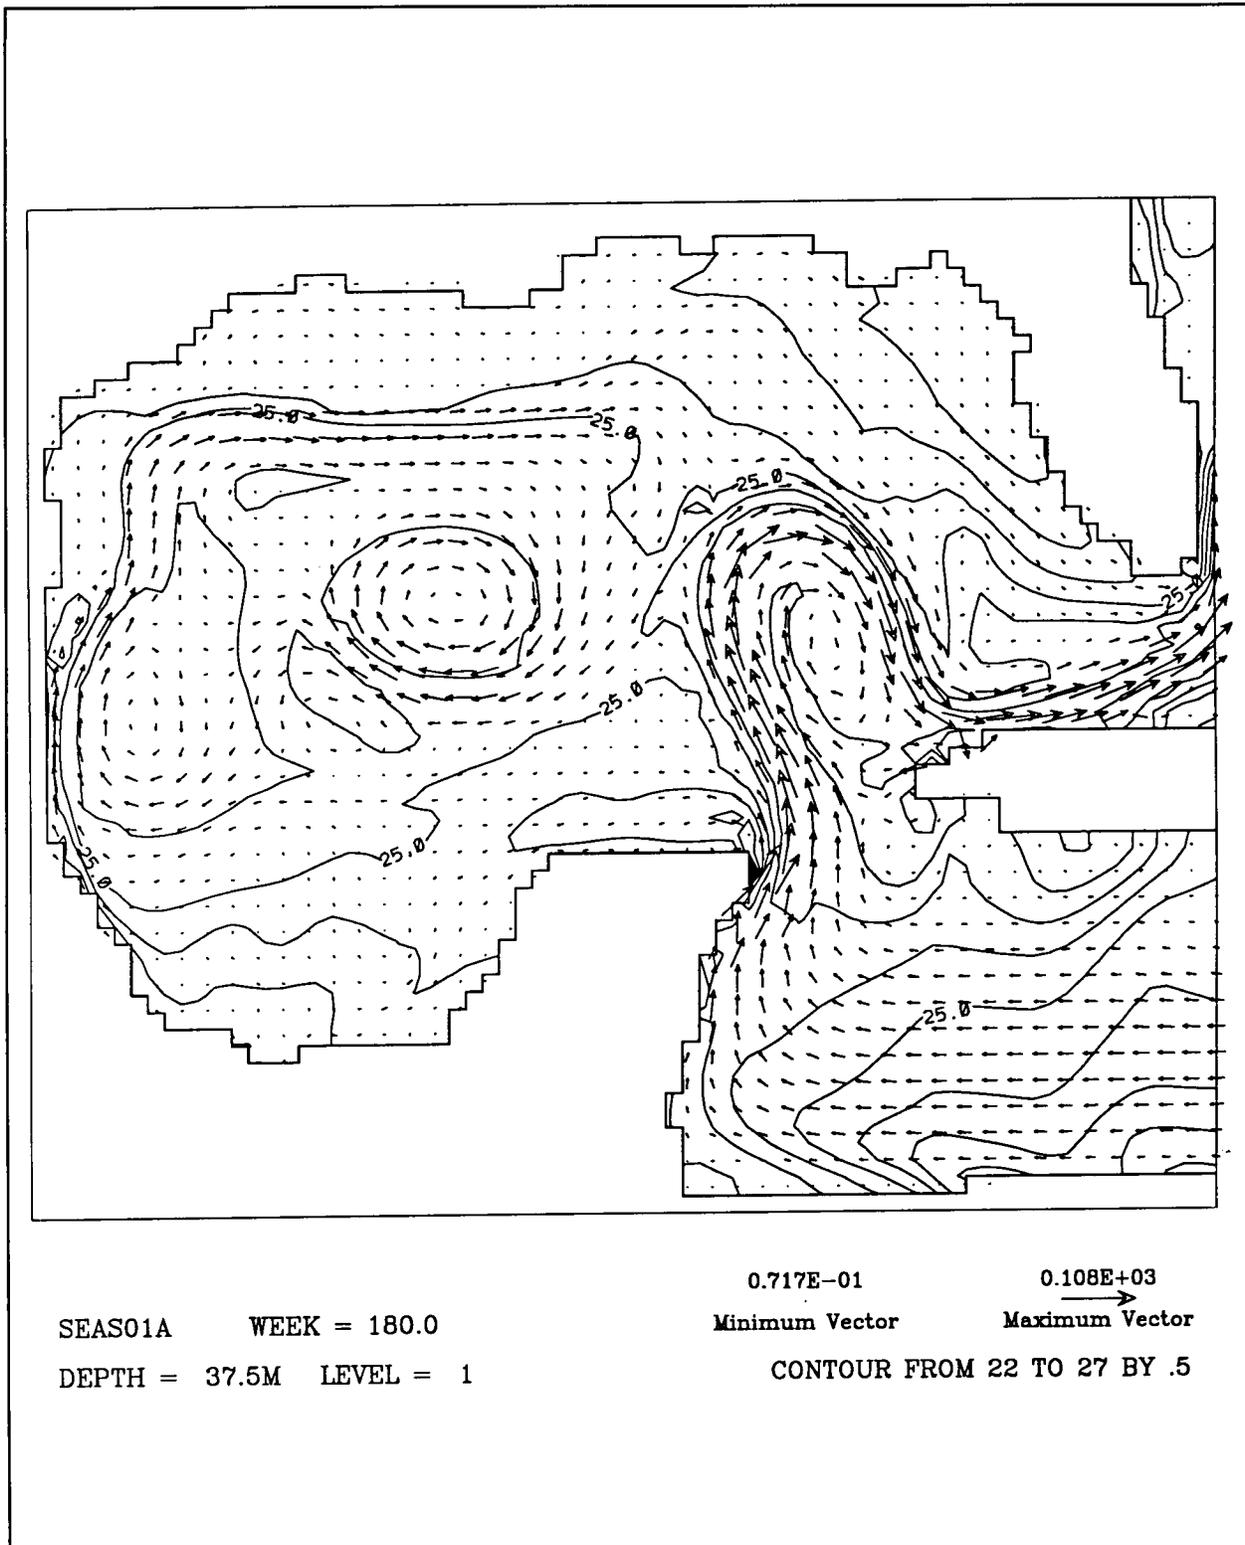 25.0
25.0
25.0
25.0
25.0
25.0
25.0
25.0
0.717E-01
0.108E+03
Minimum Vector
Maximum Vector
SEAS01A WEEK = 180.0
DEPTH = 37.5M LEVEL = 1
CONTOUR FROM 22 TO 27 BY .5